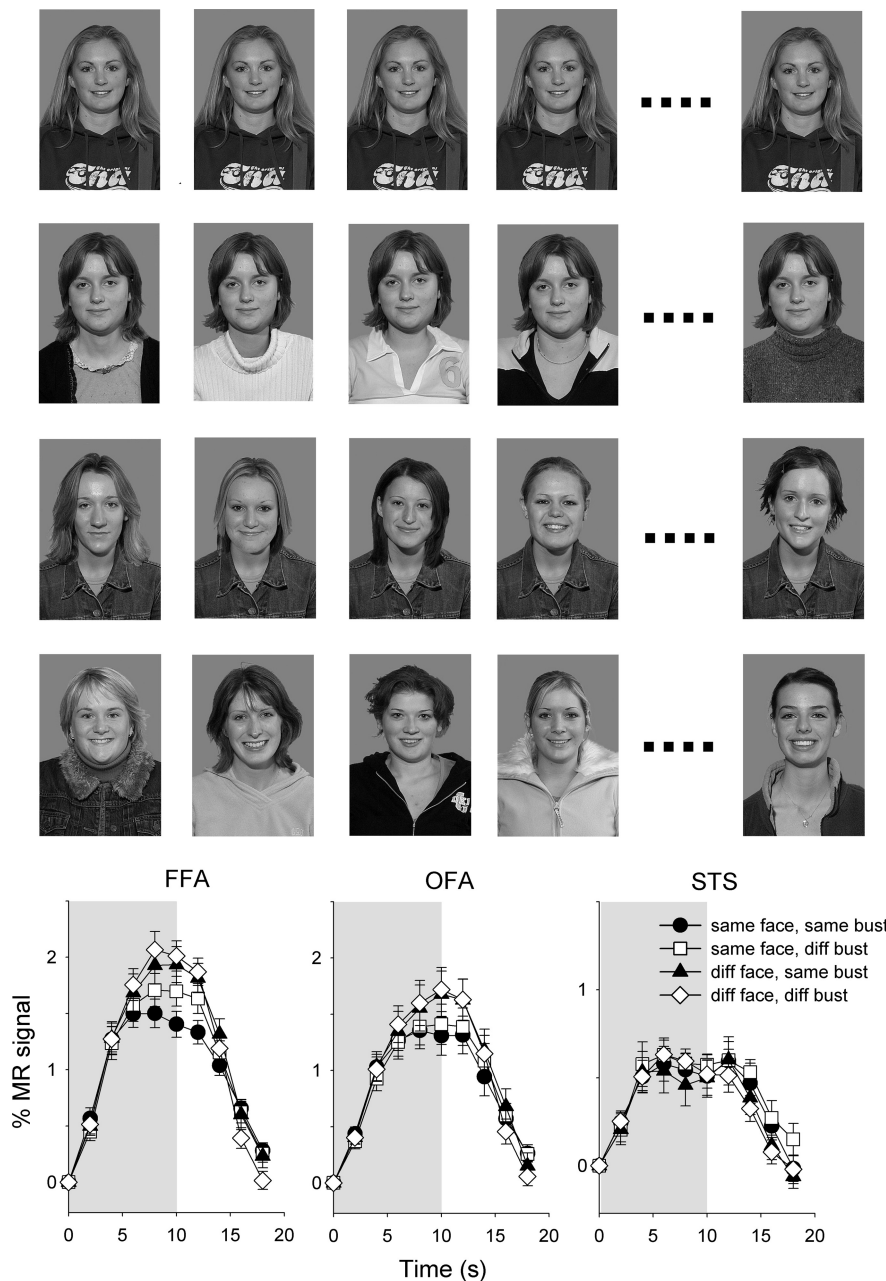 6
FFA
OFA
STS
same face, same bust
same face, diff bust
diff face, same bust
diff face, diff bust
% MR signal
2
1
0
2
1
0
1
0
0 5 10 15 20
0 5 10 15 20
0 5 10 15 20
Time (s)